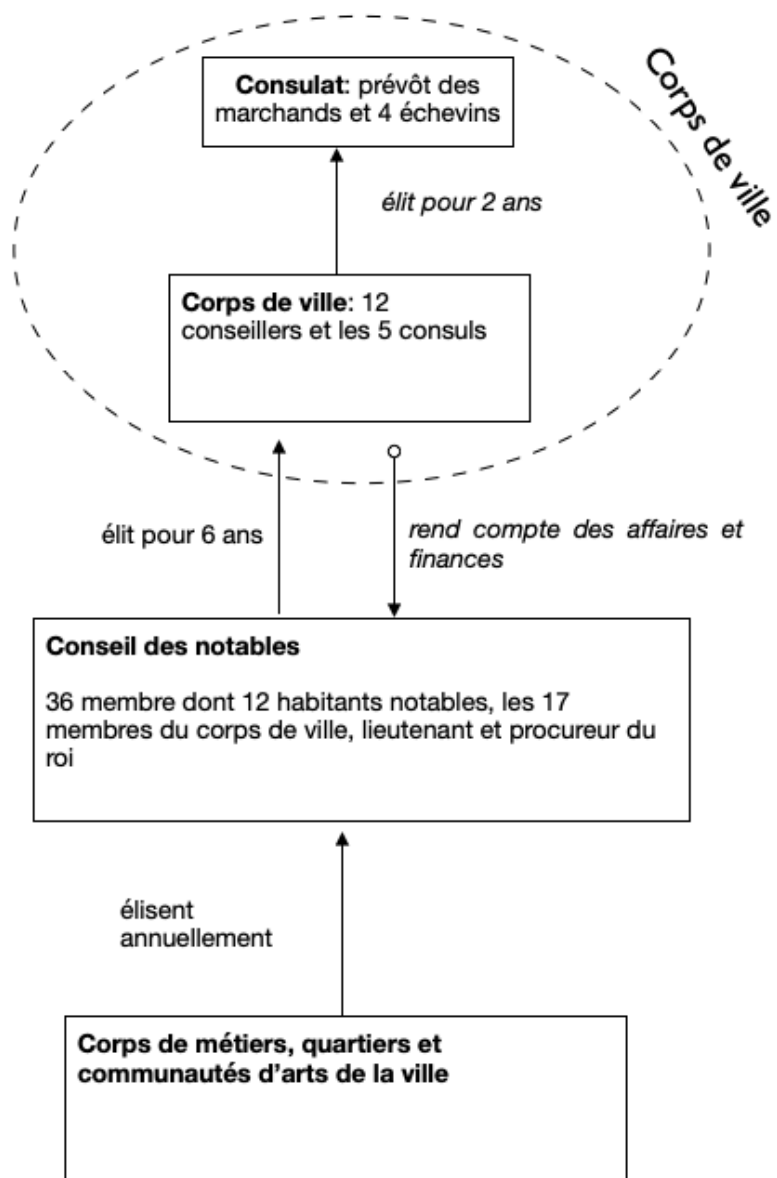 Consulat: prévôt des
marchands et 4 échevins
Corps de ville
élit pour 2 ans
Corps de ville: 12
conseillers et les 5 consuls
élit pour 6 ans
rend compte des affaires et
finances
Conseil des notables
36 membre dont 12 habitants notables, les 17
membres du corps de ville, lieutenant et procureur du
roi
élisent
annuellement
Corps de métiers, quartiers et
communautés d’arts de la ville